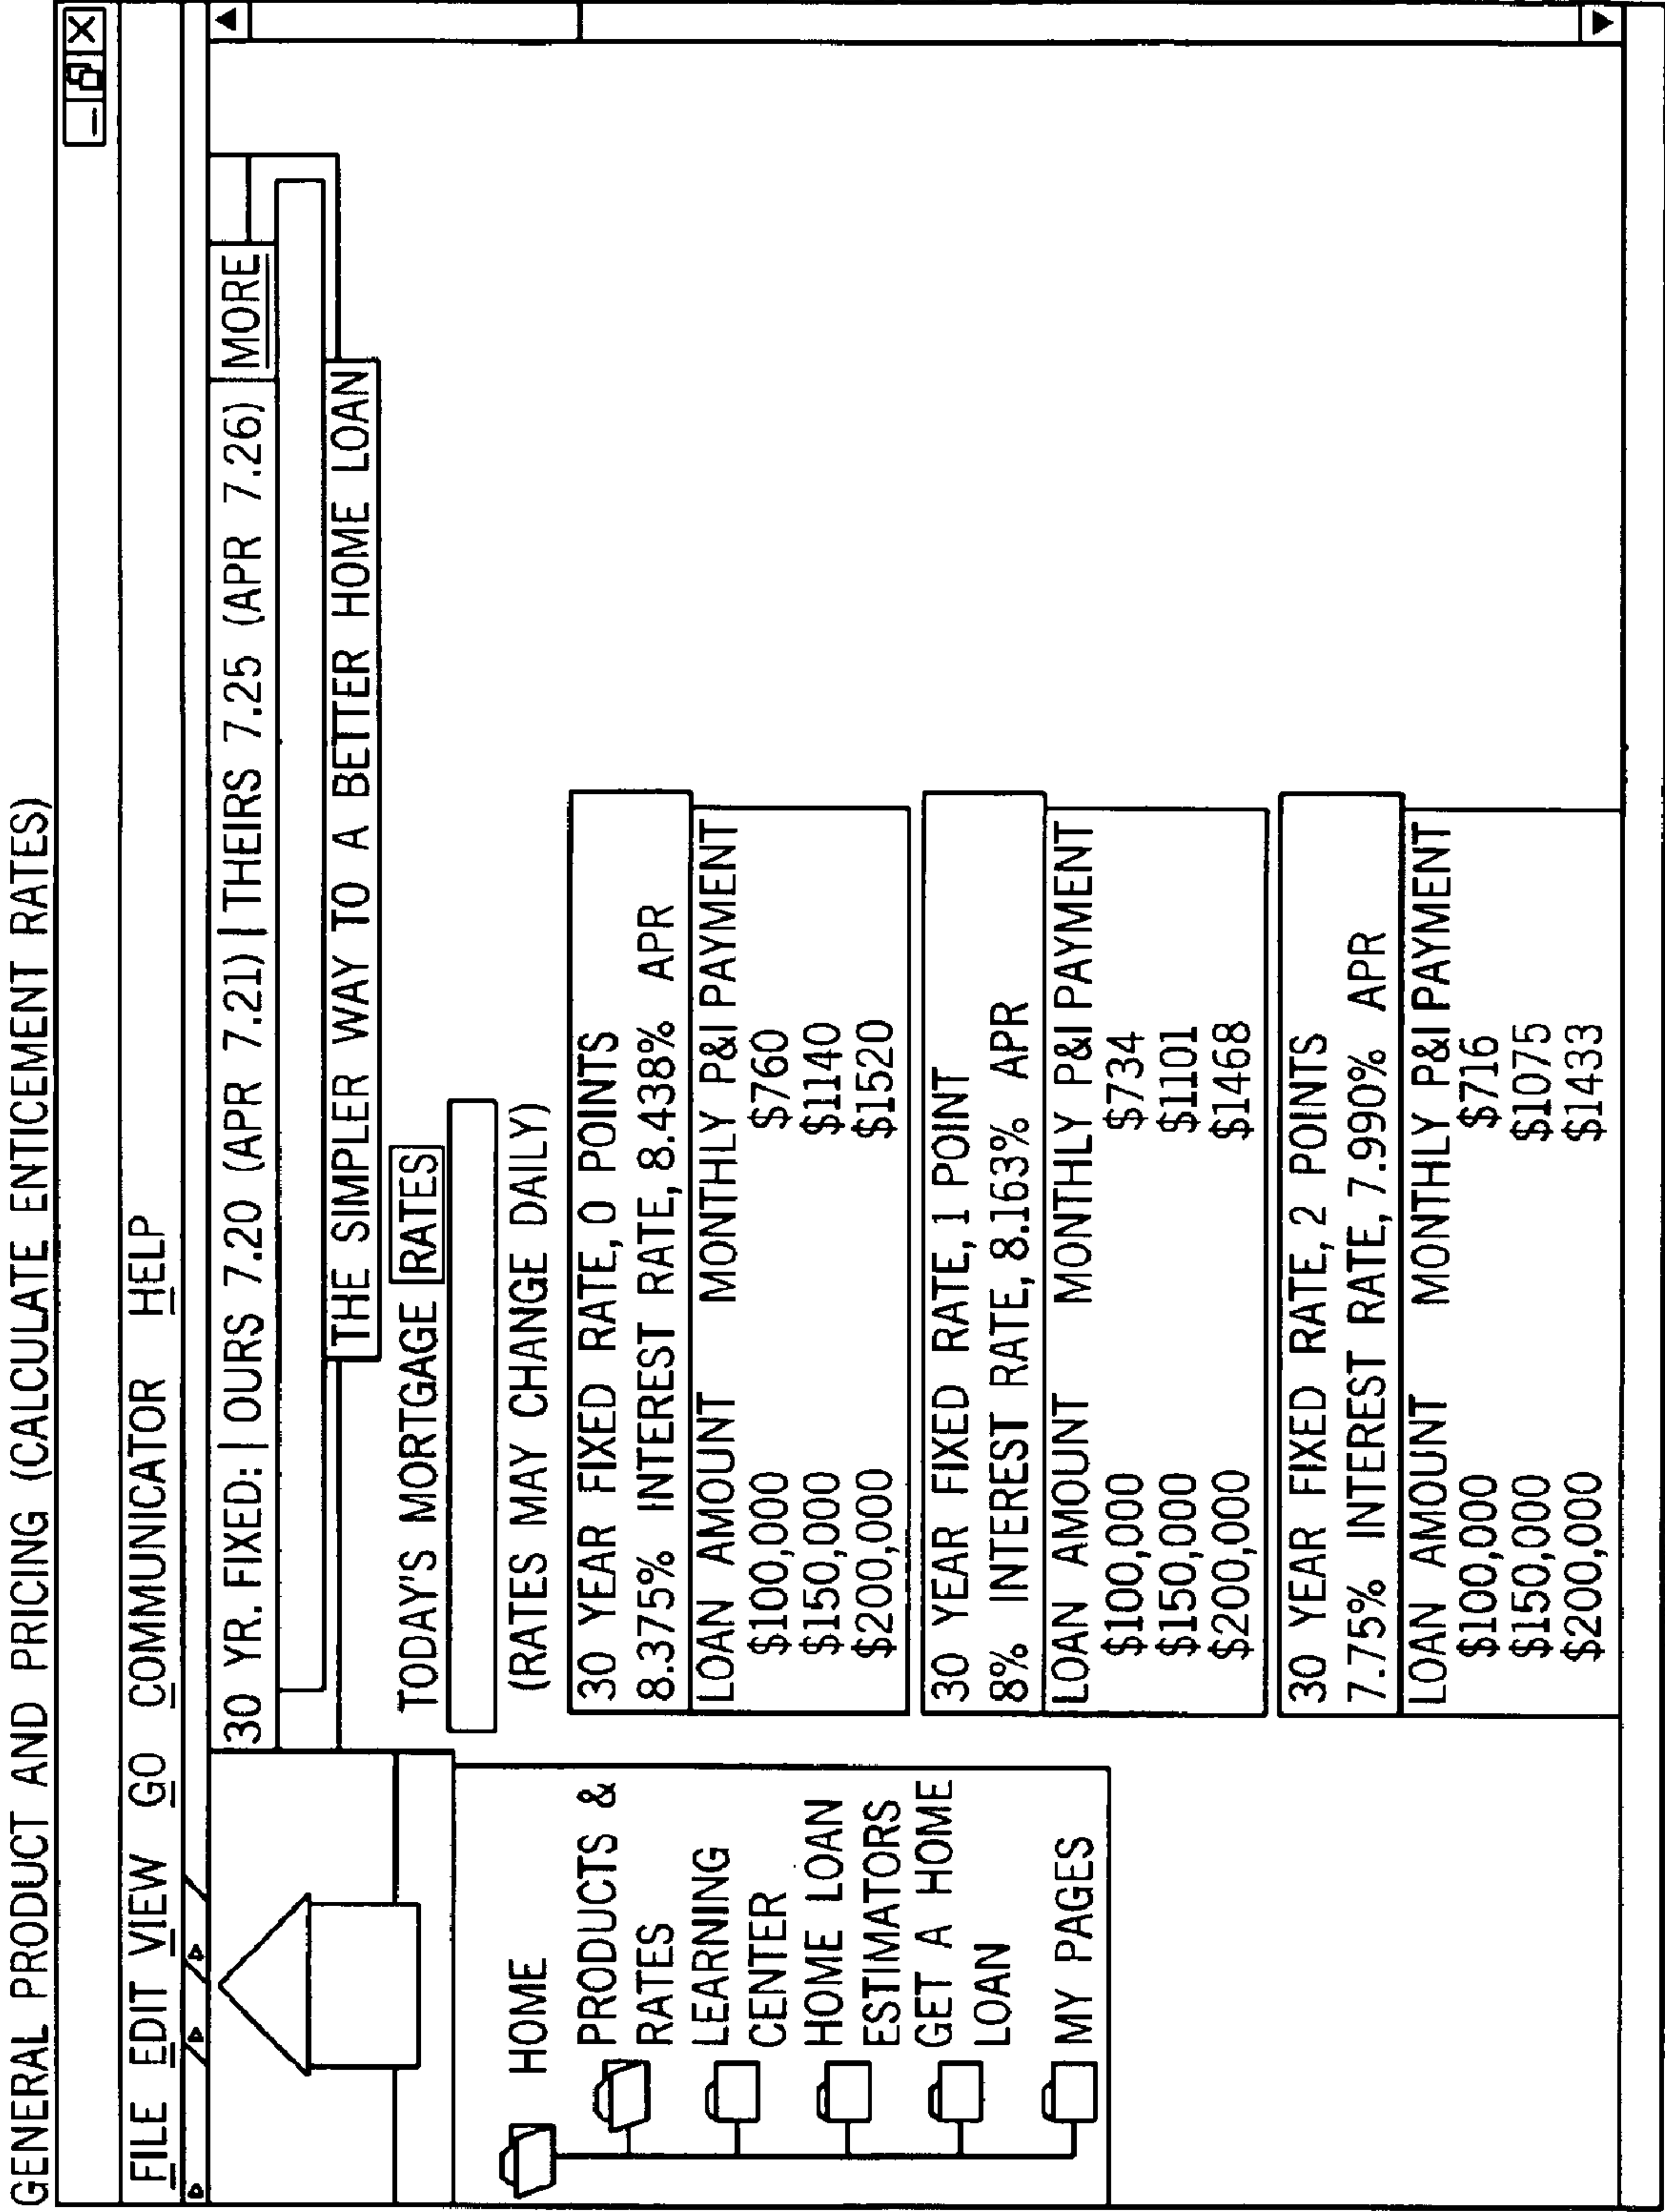 GENERAL PRODUCT AND PRICING (CALCULATE ENTICEMENT RATES)
FILE EDIT VIEW GO COMMUNICATOR HELP
30 YR. FIXED: | OURS 7.20 (APR 7.21) | THEIRS 7.25 (APR 7.26) MORE
THE SIMPLER WAY TO A BETTER HOME LOAN
HOME
PRODUCTS &
RATES
LEARNING
CENTER
HOME LOAN
ESTIMATORS
GET A HOME
LOAN
MY PAGES
TODAY'S MORTGAGE RATES
(RATES MAY CHANGE DAILY)
30 YEAR FIXED RATE, 0 POINTS
8.375% INTEREST RATE, 8.438% APR
LOAN AMOUNT MONTHLY P&I PAYMENT
$100,000 $760
$150,000 $1140
$200,000 $1520
30 YEAR FIXED RATE, 1 POINT
8% INTEREST RATE, 8.163% APR
LOAN AMOUNT MONTHLY P&I PAYMENT
$100,000 $734
$150,000 $1101
$200,000 $1468
30 YEAR FIXED RATE, 2 POINTS
7.75% INTEREST RATE, 7.990% APR
LOAN AMOUNT MONTHLY P&I PAYMENT
$100,000 $716
$150,000 $1075
$200,000 $1433